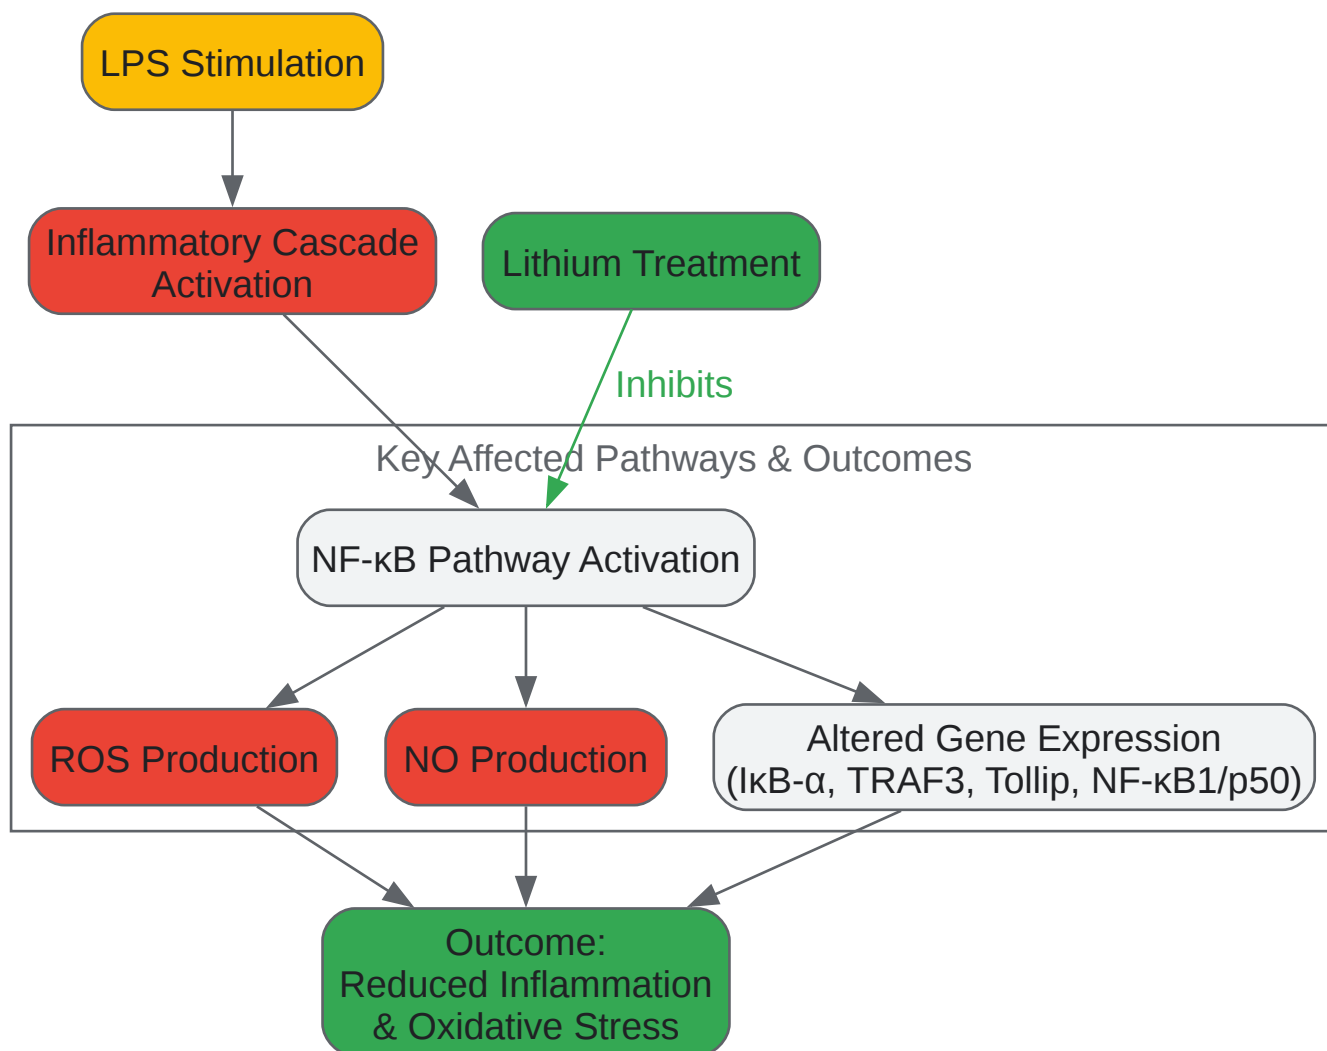 LPS Stimulation
Inflammatory Cascade
Activation
Lithium Treatment
Inhibits
Key Affected Pathways & Outcomes
NF-κB Pathway Activation
ROS Production
NO Production
Altered Gene Expression
(IκB-α, TRAF3, Tollip, NF-κB1/p50)
Outcome:
Reduced Inflammation
& Oxidative Stress